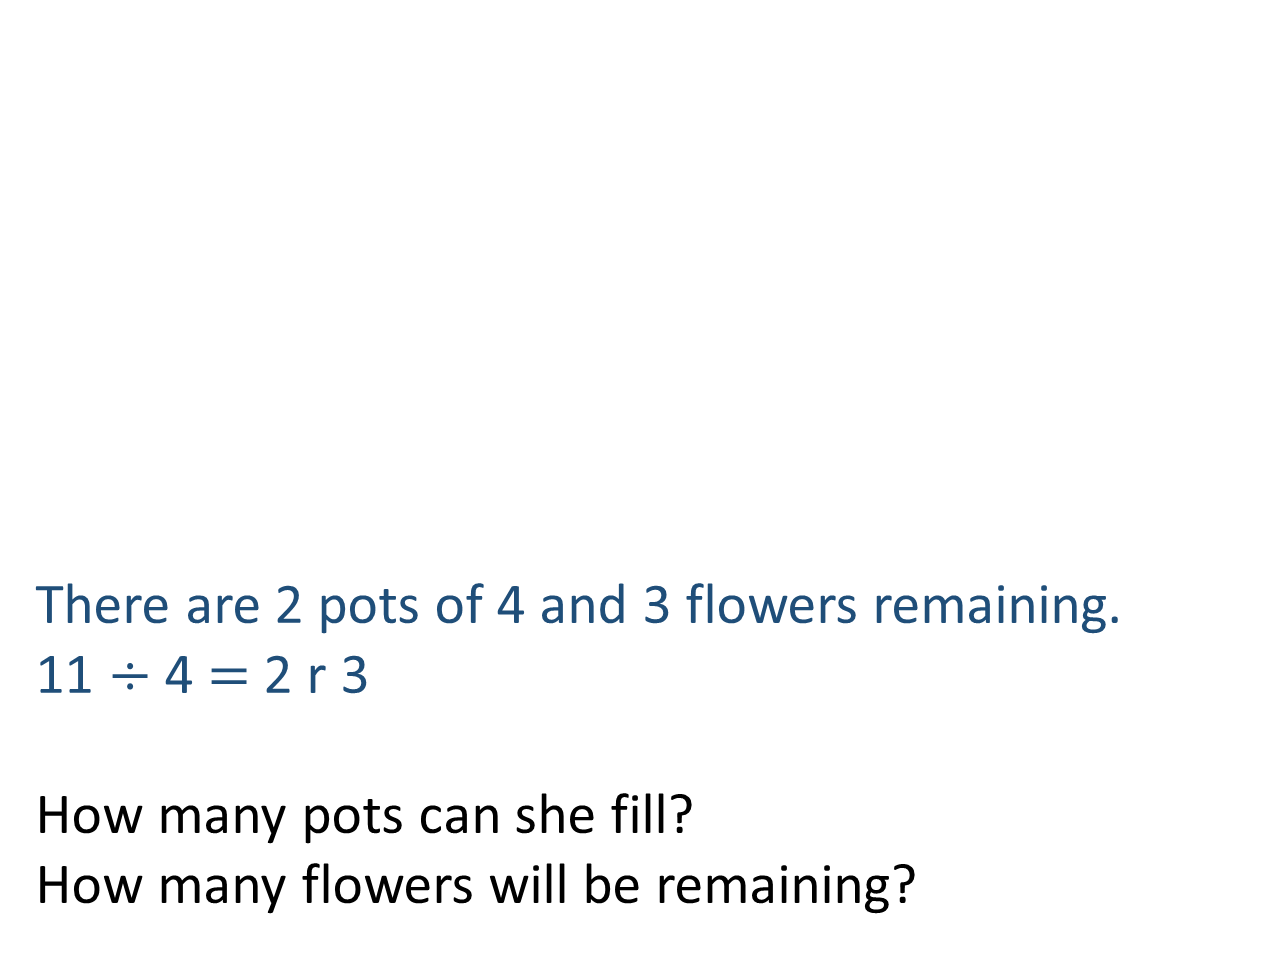 There are 2 pots of 4 and 3 flowers remaining.
11 ÷ 4 = 2 r 3
How many pots can she fill?
How many flowers will be remaining?